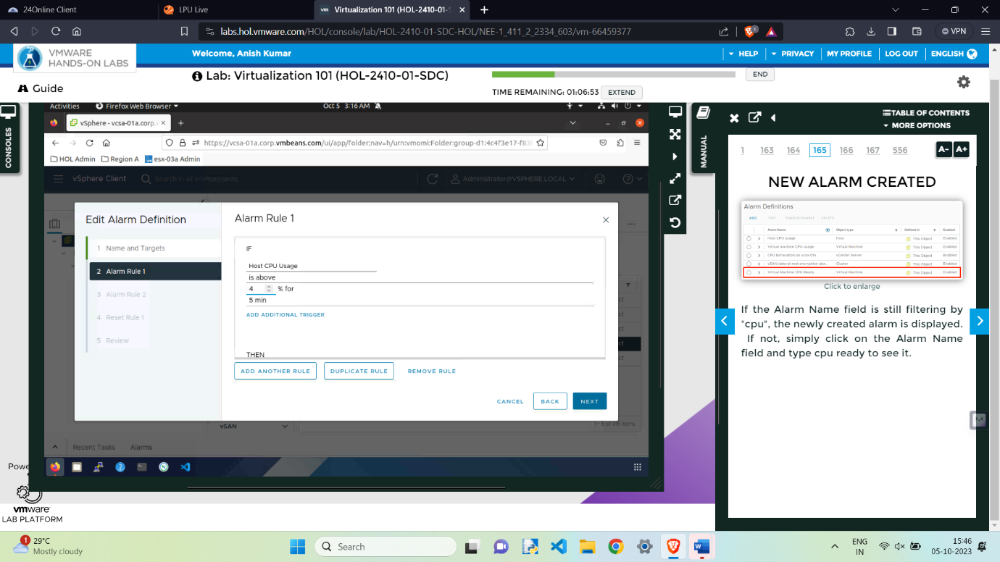 24Online Client
LPU Live
vm Virtualization 101 (HOL-2410-01-S
labs.hol.vmware.com/HOL/console/lab/HOL-2410-01-SDC-HOL/NEE-1_411_2_2334_603/vm-66459377
1
VPN
VMWARE
HANDS-ON LABS
Welcome, Anish Kumar
HELP
PRIVACY
MY PROFILE
LOG OUT
ENGLISH
Lab: Virtualization 101 (HOL-2410-01-SDC)
END
Guide
TIME REMAINING: 01:06:53
EXTEND
CONSOLES
Activities
Firefox Web Browser
Oct 5 3:16 AM
vSphere - vcsa-01a.corp.v
https://vcsa-01a.corp.vmbeans.com/ui/app/folder;nav=h/urn:vmomi:Folder:group-d1:4c4f3e17-f83
HOL Admin
Region A
esx-03a Admin
vSphere Client
Search in all environments
Administrator@VSPHERE.LOCAL
Edit Alarm Definition
1 Name and Targets
2 Alarm Rule 1
3 Alarm Rule 2
4 Reset Rule 1
5 Review
Alarm Rule 1
IF
Host CPU Usage
is above
4 % for
5 min
ADD ADDITIONAL TRIGGER
THEN
ADD ANOTHER RULE
DUPLICATE RULE
REMOVE RULE
CANCEL
BACK
NEXT
vSAN
Recent Tasks
Alarms
MANUAL
TABLE OF CONTENTS
MORE OPTIONS
1 163 164 165 166 167 556
A- A+
NEW ALARM CREATED
Alarm Definitions
ADD EDIT ENABLE/DISABLE DELETE
Alarm Name Object type Defined In Enabled
Host CPU usage Host This Object Enabled
Virtual machine CPU usage Virtual Machine This Object Enabled
CPU Exhaustion on vcsa-01a vCenter Server This Object Enabled
vSAN data-at-rest encryption alar... Cluster This Object Enabled
Virtual Machine CPU Ready Virtual Machine This Object Enabled
Click to enlarge
If the Alarm Name field is still filtering by
"cpu", the newly created alarm is displayed.
If not, simply click on the Alarm Name
field and type cpu ready to see it.
Powe
vmware
LAB PLATFORM
1
29°C
Mostly cloudy
Search
ENG
IN
15:46
05-10-2023